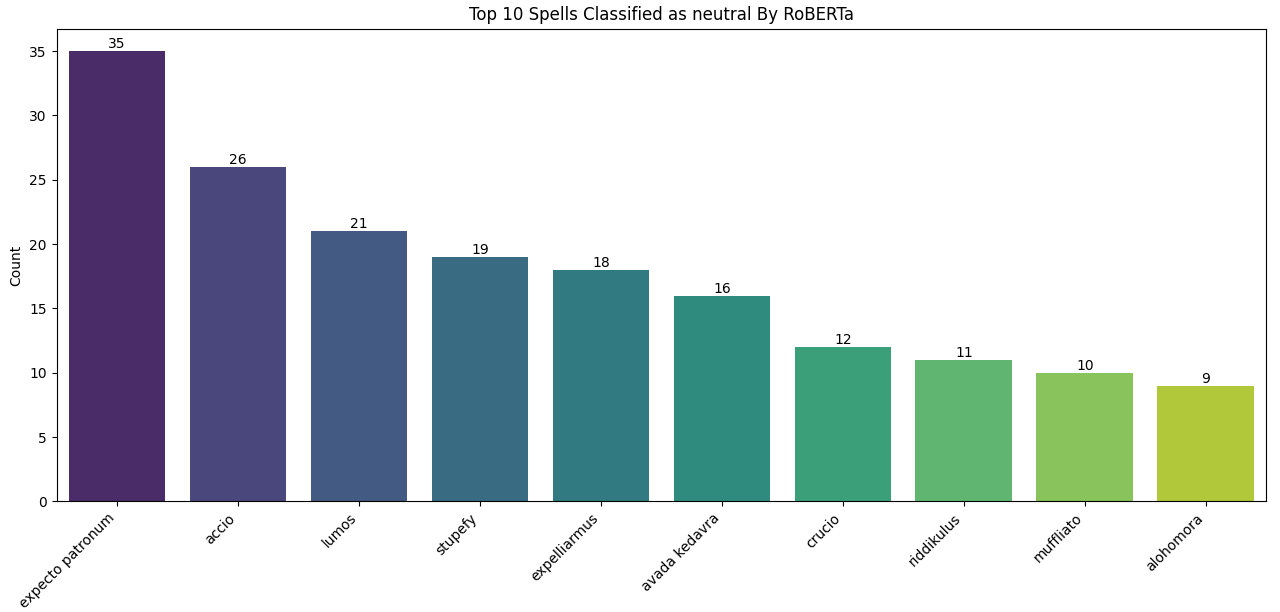 Top 10 Spells Classified as neutral By RoBERTa
Count
35
30
25
20
15
10
5
0
35
26
21
19
18
16
12
11
10
9
expecto patronum
accio
lumos
stupefy
expelliarmus
avada kedavra
crucio
riddikulus
muffliato
alohomora